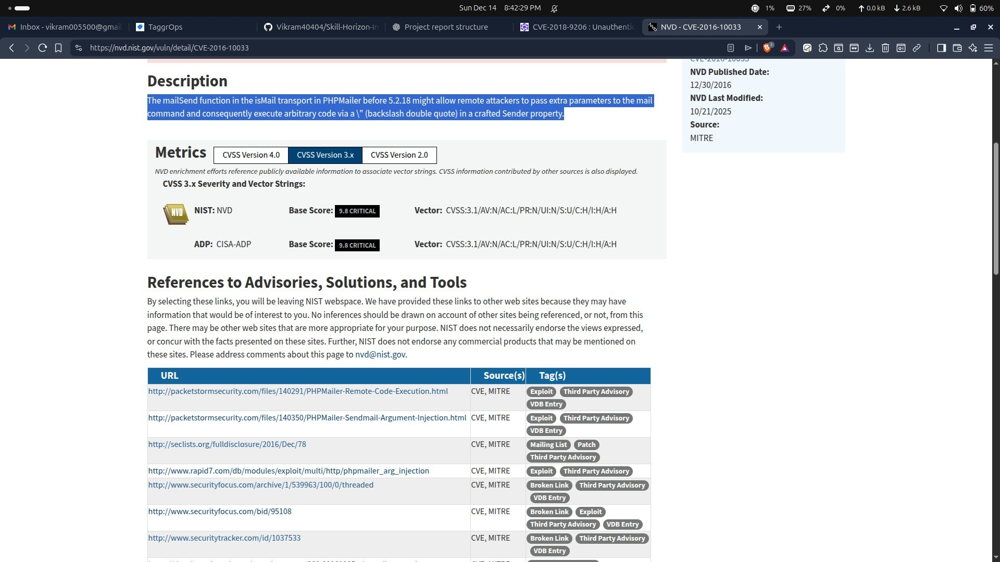 Sun Dec 14 8:42:29 PM 1% 27% 0% 0.0 kB 2.6 kB 60%
Inbox - vikram005500@gmai TaggrOps Vikram40404/Skill-Horizon-In Project report structure CVE-2018-9206 : Unauthentic NVD - CVE-2016-10033
https://nvd.nist.gov/vuln/detail/CVE-2016-10033 3
CVE-2016-10033
NVD Published Date:
12/30/2016
NVD Last Modified:
10/21/2025
Source:
MITRE
Description
The mailSend function in the isMail transport in PHPMailer before 5.2.18 might allow remote attackers to pass extra parameters to the mail
command and consequently execute arbitrary code via a \" (backslash double quote) in a crafted Sender property.
Metrics CVSS Version 4.0 CVSS Version 3.x CVSS Version 2.0
NVD enrichment efforts reference publicly available information to associate vector strings. CVSS information contributed by other sources is also displayed.
CVSS 3.x Severity and Vector Strings:
NVD NIST: NVD Base Score: 9.8 CRITICAL Vector: CVSS:3.1/AV:N/AC:L/PR:N/UI:N/S:U/C:H/I:H/A:H
ADP: CISA-ADP Base Score: 9.8 CRITICAL Vector: CVSS:3.1/AV:N/AC:L/PR:N/UI:N/S:U/C:H/I:H/A:H
References to Advisories, Solutions, and Tools
By selecting these links, you will be leaving NIST webspace. We have provided these links to other web sites because they may have
information that would be of interest to you. No inferences should be drawn on account of other sites being referenced, or not, from this
page. There may be other web sites that are more appropriate for your purpose. NIST does not necessarily endorse the views expressed,
or concur with the facts presented on these sites. Further, NIST does not endorse any commercial products that may be mentioned on
these sites. Please address comments about this page to nvd@nist.gov.
URL Source(s) Tag(s)
http://packetstormsecurity.com/files/140291/PHPMailer-Remote-Code-Execution.html CVE, MITRE Exploit Third Party Advisory
VDB Entry
http://packetstormsecurity.com/files/140350/PHPMailer-Sendmail-Argument-Injection.html CVE, MITRE Exploit Third Party Advisory
VDB Entry
http://seclists.org/fulldisclosure/2016/Dec/78 CVE, MITRE Mailing List Patch
Third Party Advisory
http://www.rapid7.com/db/modules/exploit/multi/http/phpmailer_arg_injection CVE, MITRE Exploit Third Party Advisory
http://www.securityfocus.com/archive/1/539963/100/0/threaded CVE, MITRE Broken Link Third Party Advisory
VDB Entry
http://www.securityfocus.com/bid/95108 CVE, MITRE Broken Link Exploit
Third Party Advisory VDB Entry
http://www.securitytracker.com/id/1037533 CVE, MITRE Broken Link Third Party Advisory
VDB Entry